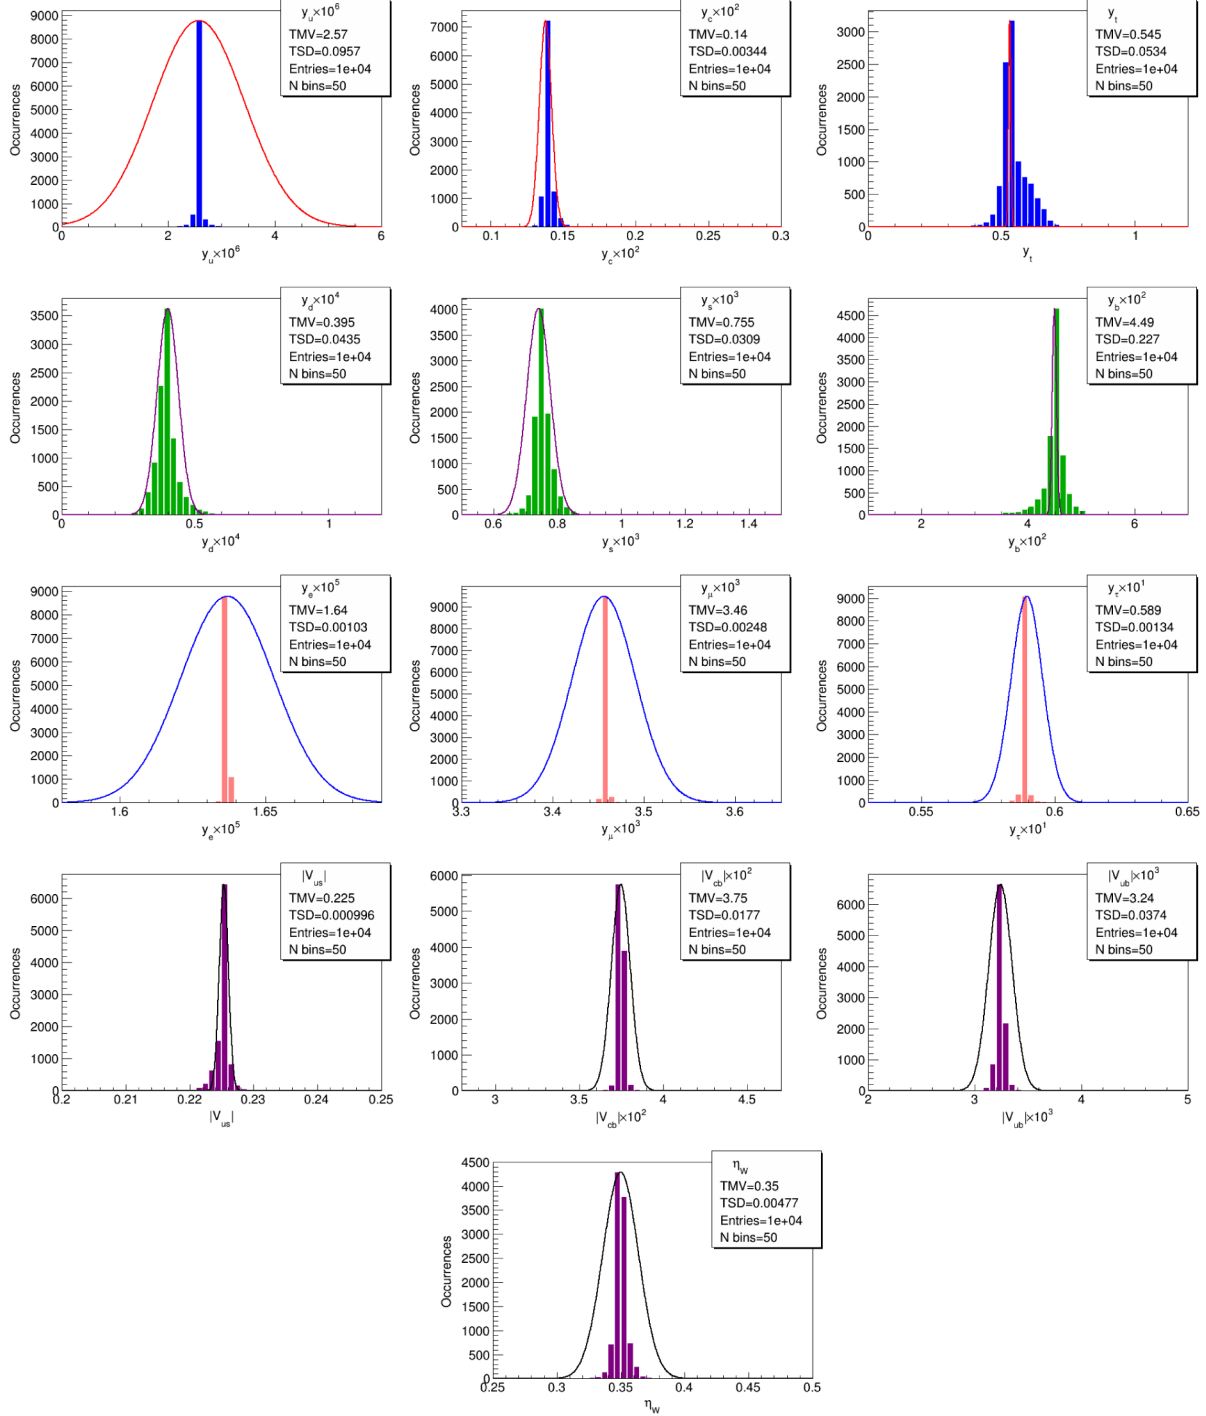 y_u×10^6
TMV=2.57
TSD=0.0957
Entries=1e+04
N bins=50
Occurrences
9000
8000
7000
6000
5000
4000
3000
2000
1000
0
0 2 4 6
y_u×10^6
y_c×10^2
TMV=0.14
TSD=0.00344
Entries=1e+04
N bins=50
Occurrences
7000
6000
5000
4000
3000
2000
1000
0
0.1 0.15 0.2 0.25 0.3
y_c×10^2
y_t
TMV=0.545
TSD=0.0534
Entries=1e+04
N bins=50
Occurrences
3000
2500
2000
1500
1000
500
0
0 0.5 1
y_t
y_d×10^4
TMV=0.395
TSD=0.0435
Entries=1e+04
N bins=50
Occurrences
3500
3000
2500
2000
1500
1000
500
0
0 0.5 1
y_d×10^4
y_s×10^3
TMV=0.755
TSD=0.0309
Entries=1e+04
N bins=50
Occurrences
4000
3500
3000
2500
2000
1500
1000
500
0
0.6 0.8 1 1.2 1.4
y_s×10^3
y_b×10^2
TMV=4.49
TSD=0.227
Entries=1e+04
N bins=50
Occurrences
4500
4000
3500
3000
2500
2000
1500
1000
500
0
2 4 6
y_b×10^2
y_e×10^5
TMV=1.64
TSD=0.00103
Entries=1e+04
N bins=50
Occurrences
9000
8000
7000
6000
5000
4000
3000
2000
1000
0
1.6 1.65
y_e×10^5
y_μ×10^3
TMV=3.46
TSD=0.00248
Entries=1e+04
N bins=50
Occurrences
9000
8000
7000
6000
5000
4000
3000
2000
1000
0
3.3 3.4 3.5 3.6
y_μ×10^3
y_τ×10^1
TMV=0.589
TSD=0.00134
Entries=1e+04
N bins=50
Occurrences
9000
8000
7000
6000
5000
4000
3000
2000
1000
0
0.55 0.6 0.65
y_τ×10^1
|V_us|
TMV=0.225
TSD=0.000996
Entries=1e+04
N bins=50
Occurrences
6000
5000
4000
3000
2000
1000
0
0.2 0.21 0.22 0.23 0.24 0.25
|V_us|
|V_cb|×10^2
TMV=3.75
TSD=0.0177
Entries=1e+04
N bins=50
Occurrences
6000
5000
4000
3000
2000
1000
0
3 3.5 4 4.5
|V_cb|×10^2
|V_ub|×10^3
TMV=3.24
TSD=0.0374
Entries=1e+04
N bins=50
Occurrences
6000
5000
4000
3000
2000
1000
0
2 3 4 5
|V_ub|×10^3
η_W
TMV=0.35
TSD=0.00477
Entries=1e+04
N bins=50
Occurrences
4500
4000
3500
3000
2500
2000
1500
1000
500
0
0.25 0.3 0.35 0.4 0.45 0.5
η_W